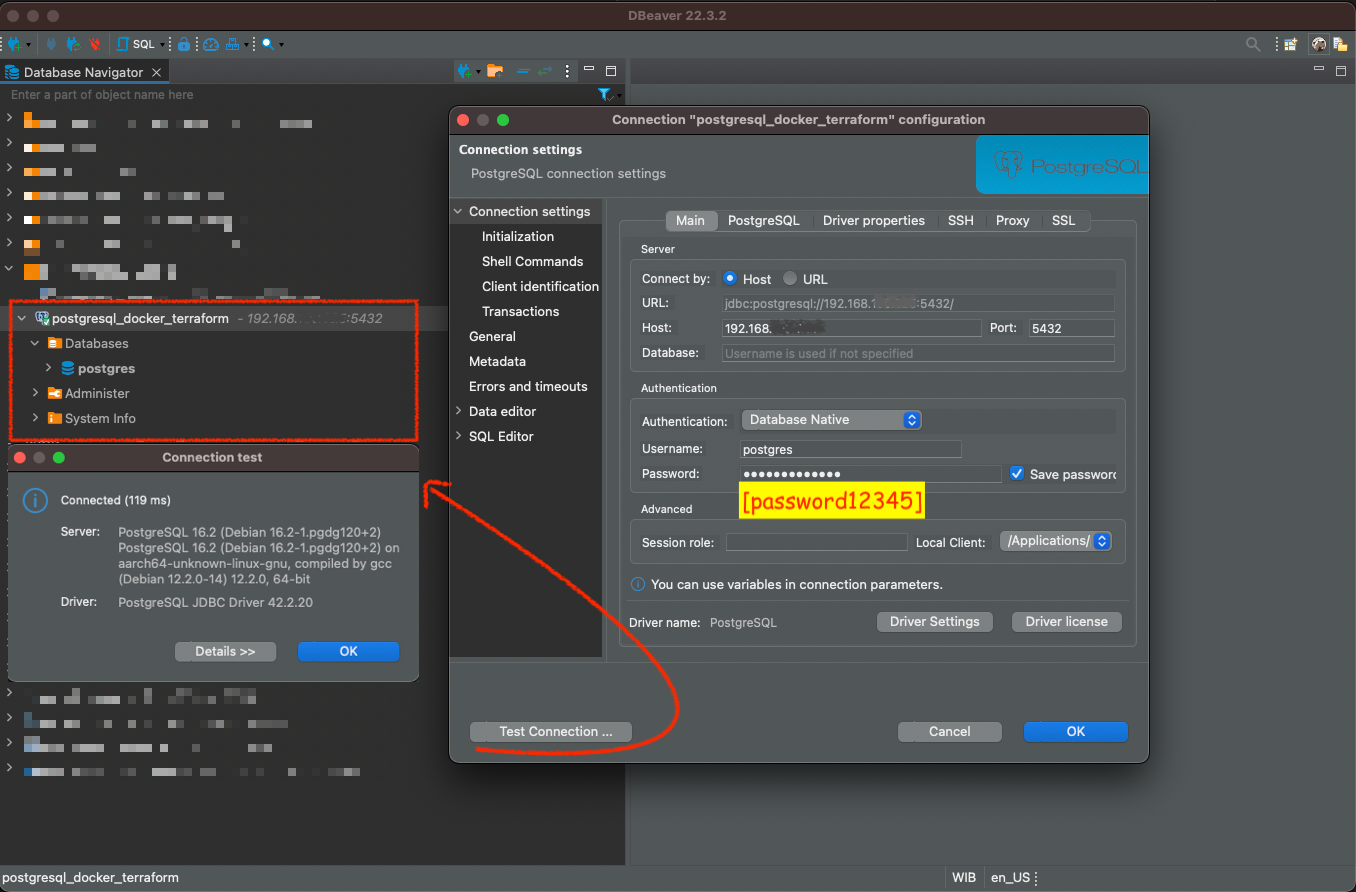 DBeaver 22.3.2
SQL
Database Navigator
Enter a part of object name here
postgresql_docker_terraform - 192.168. :5432
Databases
postgres
Administer
System Info
Connection test
Connected (119 ms)
Server: PostgreSQL 16.2 (Debian 16.2-1.pgdg120+2)
PostgreSQL 16.2 (Debian 16.2-1.pgdg120+2) on
aarch64-unknown-linux-gnu, compiled by gcc
(Debian 12.2.0-14) 12.2.0, 64-bit
Driver: PostgreSQL JDBC Driver 42.2.20
Details >> OK
Connection "postgresql_docker_terraform" configuration
Connection settings
PostgreSQL connection settings
PostgreSQL
Connection settings
Initialization
Shell Commands
Client identification
Transactions
General
Metadata
Errors and timeouts
Data editor
SQL Editor
Main PostgreSQL Driver properties SSH Proxy SSL
Server
Connect by: Host URL
URL: jdbc:postgresql://192.168. :5432/
Host: 192.168. Port: 5432
Database: Username is used if not specified
Authentication
Authentication: Database Native
Username: postgres
Password: ••••••••••••• Save password
[password12345]
Advanced
Session role: Local Client: /Applications/
You can use variables in connection parameters.
Driver name: PostgreSQL Driver Settings Driver license
Test Connection ... Cancel OK
postgresql_docker_terraform WIB en_US